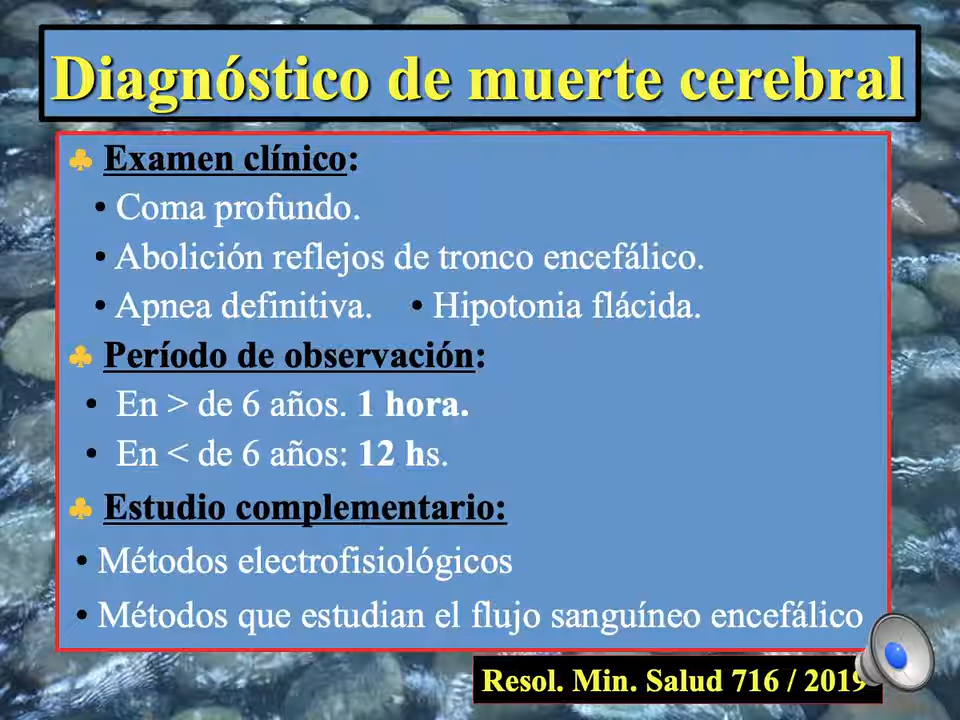 Diagnóstico de muerte cerebral
♣ Examen clínico:
• Coma profundo.
• Abolición reflejos de tronco encefálico.
• Apnea definitiva. • Hipotonia flácida.
♣ Período de observación:
• En > de 6 años. 1 hora.
• En < de 6 años: 12 hs.
♣ Estudio complementario:
• Métodos electrofisiológicos
• Métodos que estudian el flujo sanguíneo encefálico
Resol. Min. Salud 716 / 2019